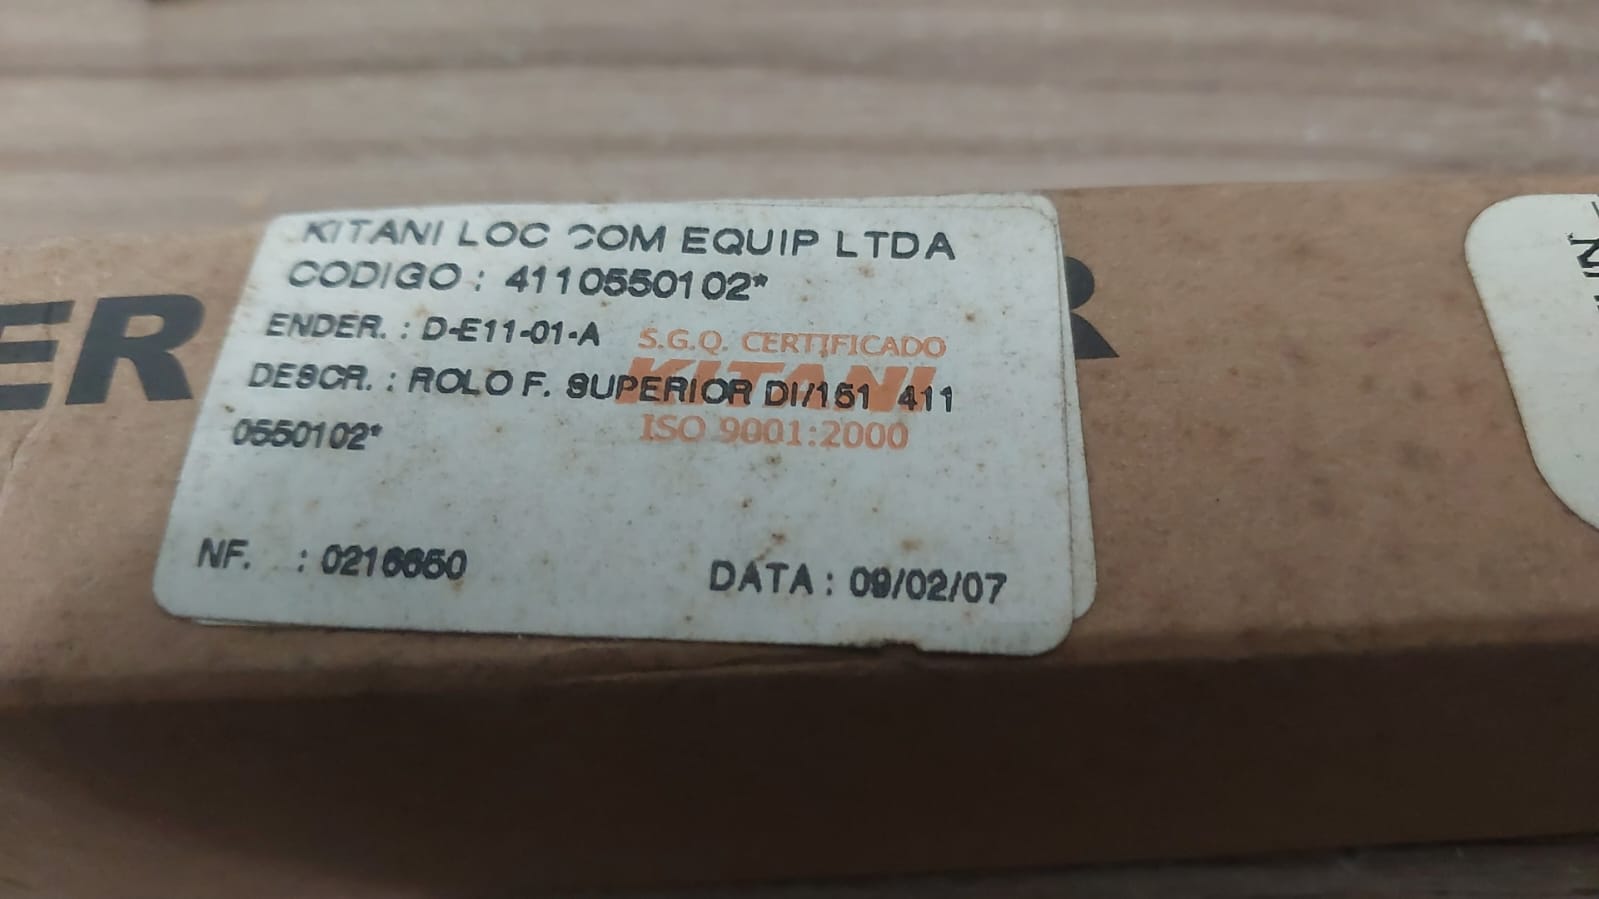 KITANI LOC COM EQUIP LTDA
CODIGO : 4110550102*
ENDER. : D-E11-01-A
S.G.Q. CERTIFICADO
KITANI
DESCR. : ROLO F. SUPERIOR DI/151 411
0550102*
ISO 9001:2000
NF. : 0216650
DATA : 09/02/07
ER
R